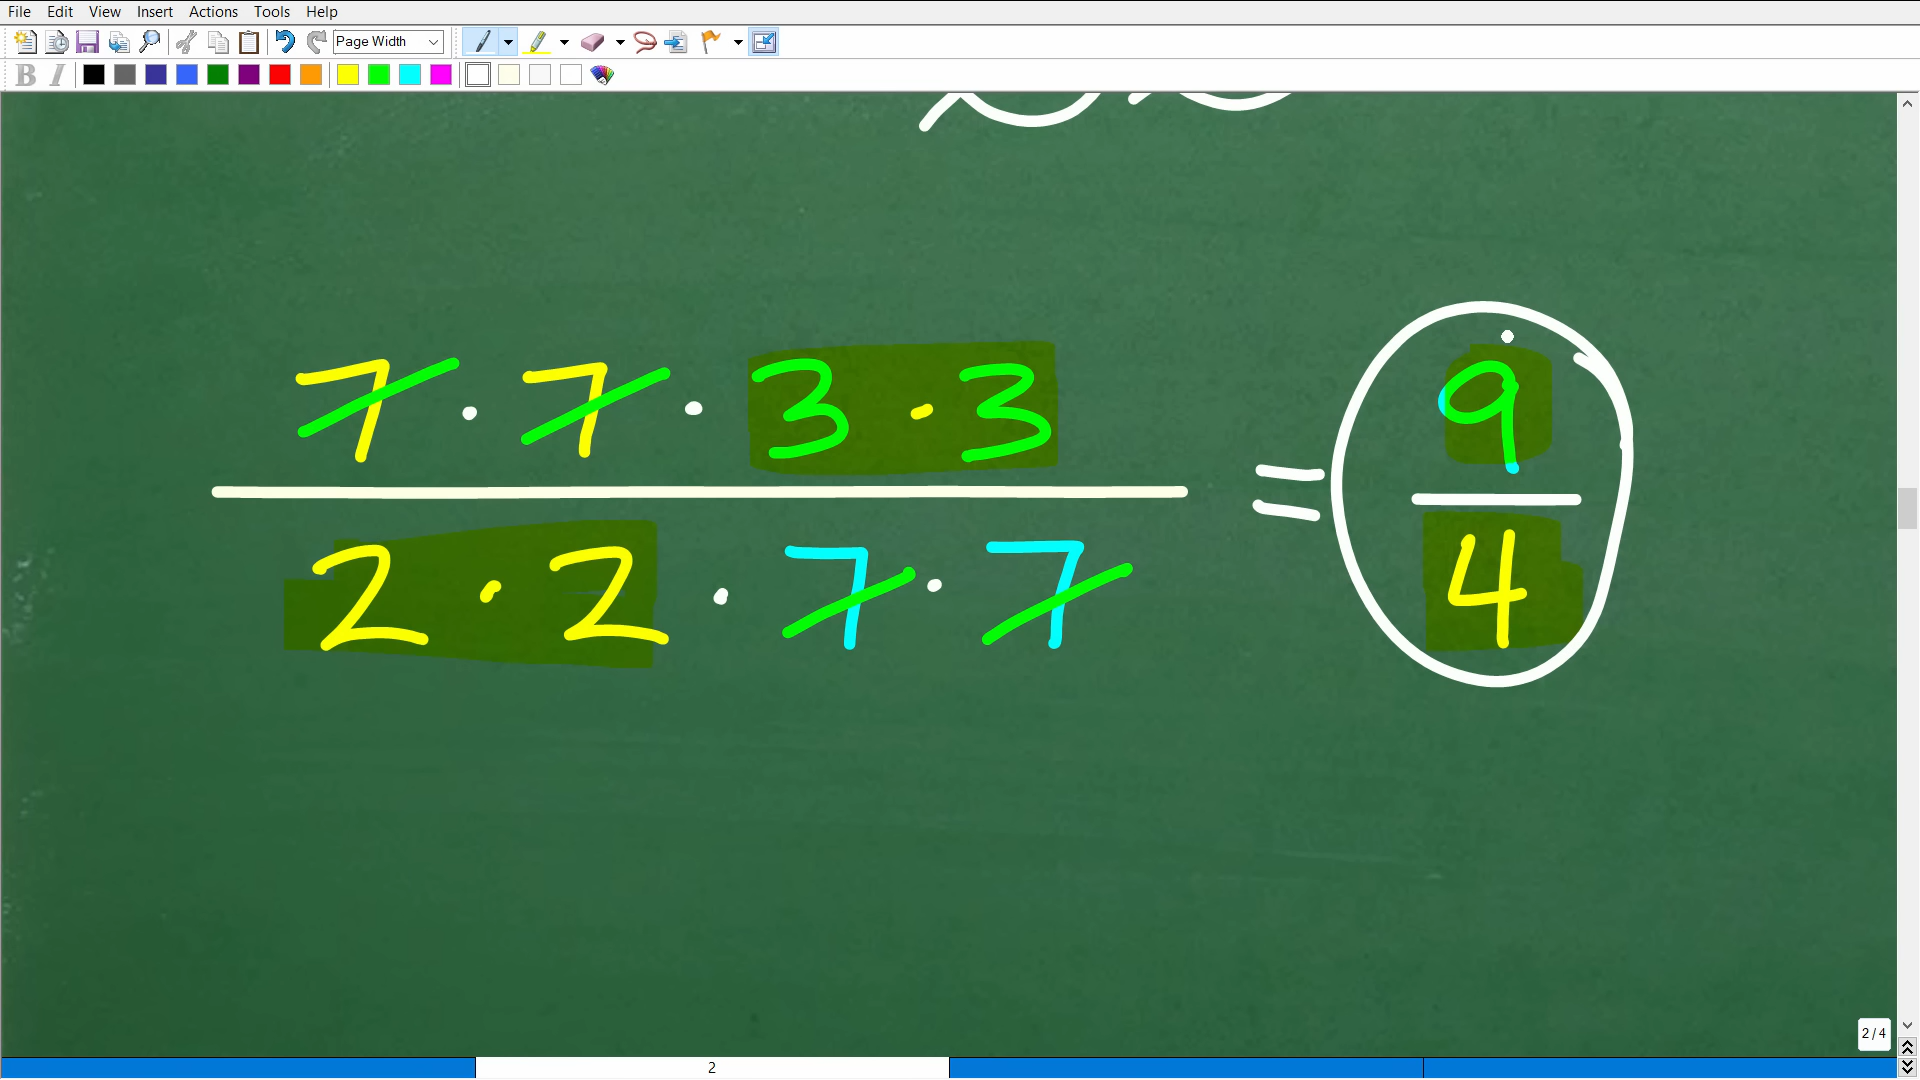 File Edit View Insert Actions Tools Help
Page Width
B I
7 · 7 · 3 · 3
2 · 2 · 7 · 7
=
9
4
2 / 4
2